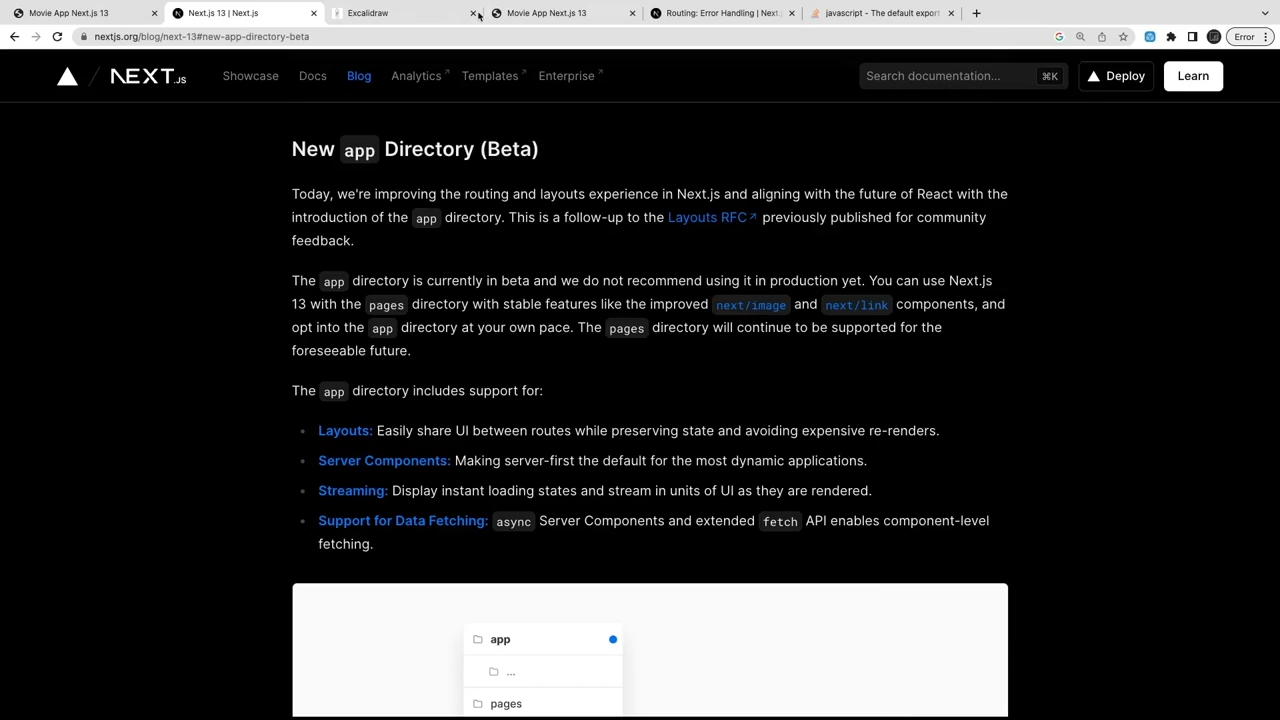 Movie App Next.js 13
Next.js 13 | Next.js
Excalidraw
Movie App Next.js 13
Routing: Error Handling | Next.
javascript - The default export
nextjs.org/blog/next-13#new-app-directory-beta
Error
NEXT.JS
Showcase
Docs
Blog
Analytics
Templates
Enterprise
Search documentation...
⌘K
Deploy
Learn
New app Directory (Beta)
Today, we're improving the routing and layouts experience in Next.js and aligning with the future of React with the
introduction of the app directory. This is a follow-up to the Layouts RFC↗ previously published for community
feedback.
The app directory is currently in beta and we do not recommend using it in production yet. You can use Next.js
13 with the pages directory with stable features like the improved next/image and next/link components, and
opt into the app directory at your own pace. The pages directory will continue to be supported for the
foreseeable future.
The app directory includes support for:
• Layouts: Easily share UI between routes while preserving state and avoiding expensive re-renders.
• Server Components: Making server-first the default for the most dynamic applications.
• Streaming: Display instant loading states and stream in units of UI as they are rendered.
• Support for Data Fetching: async Server Components and extended fetch API enables component-level
fetching.
app
...
pages